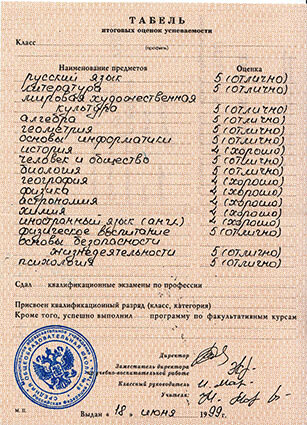 ТАБЕЛЬ
итоговых оценок успеваемости
Класс
(профиль)
Наименование предметов Оценка
русский язык 5 (отлично)
литература 5 (отлично)
мировая художественная
культура 5 (отлично)
алгебра 5 (отлично)
геометрия 5 (отлично)
основы информатики 5 (отлично)
история 4 (хорошо)
человек и общество 5 (отлично)
биология 5 (отлично)
география 4 (хорошо)
физика 4 (хорошо)
астрономия 4 (хорошо)
химия 4 (хорошо)
иностранный язык (англ.) 4 (хорошо)
физическое воспитание 5 (отлично)
основы безопасности
жизнедеятельности 5 (отлично)
психология 5 (отлично)
Сдал квалификационные экзамены по профессии
Присвоен квалификационный разряд (класс, категория)
Кроме того, успешно выполнил программу по факультативным курсам
Директор
Заместитель директора
по учебно-воспитательной работе
Классный руководитель
Учителя:
М. П.
Выдан « 18 » июня 1999г.